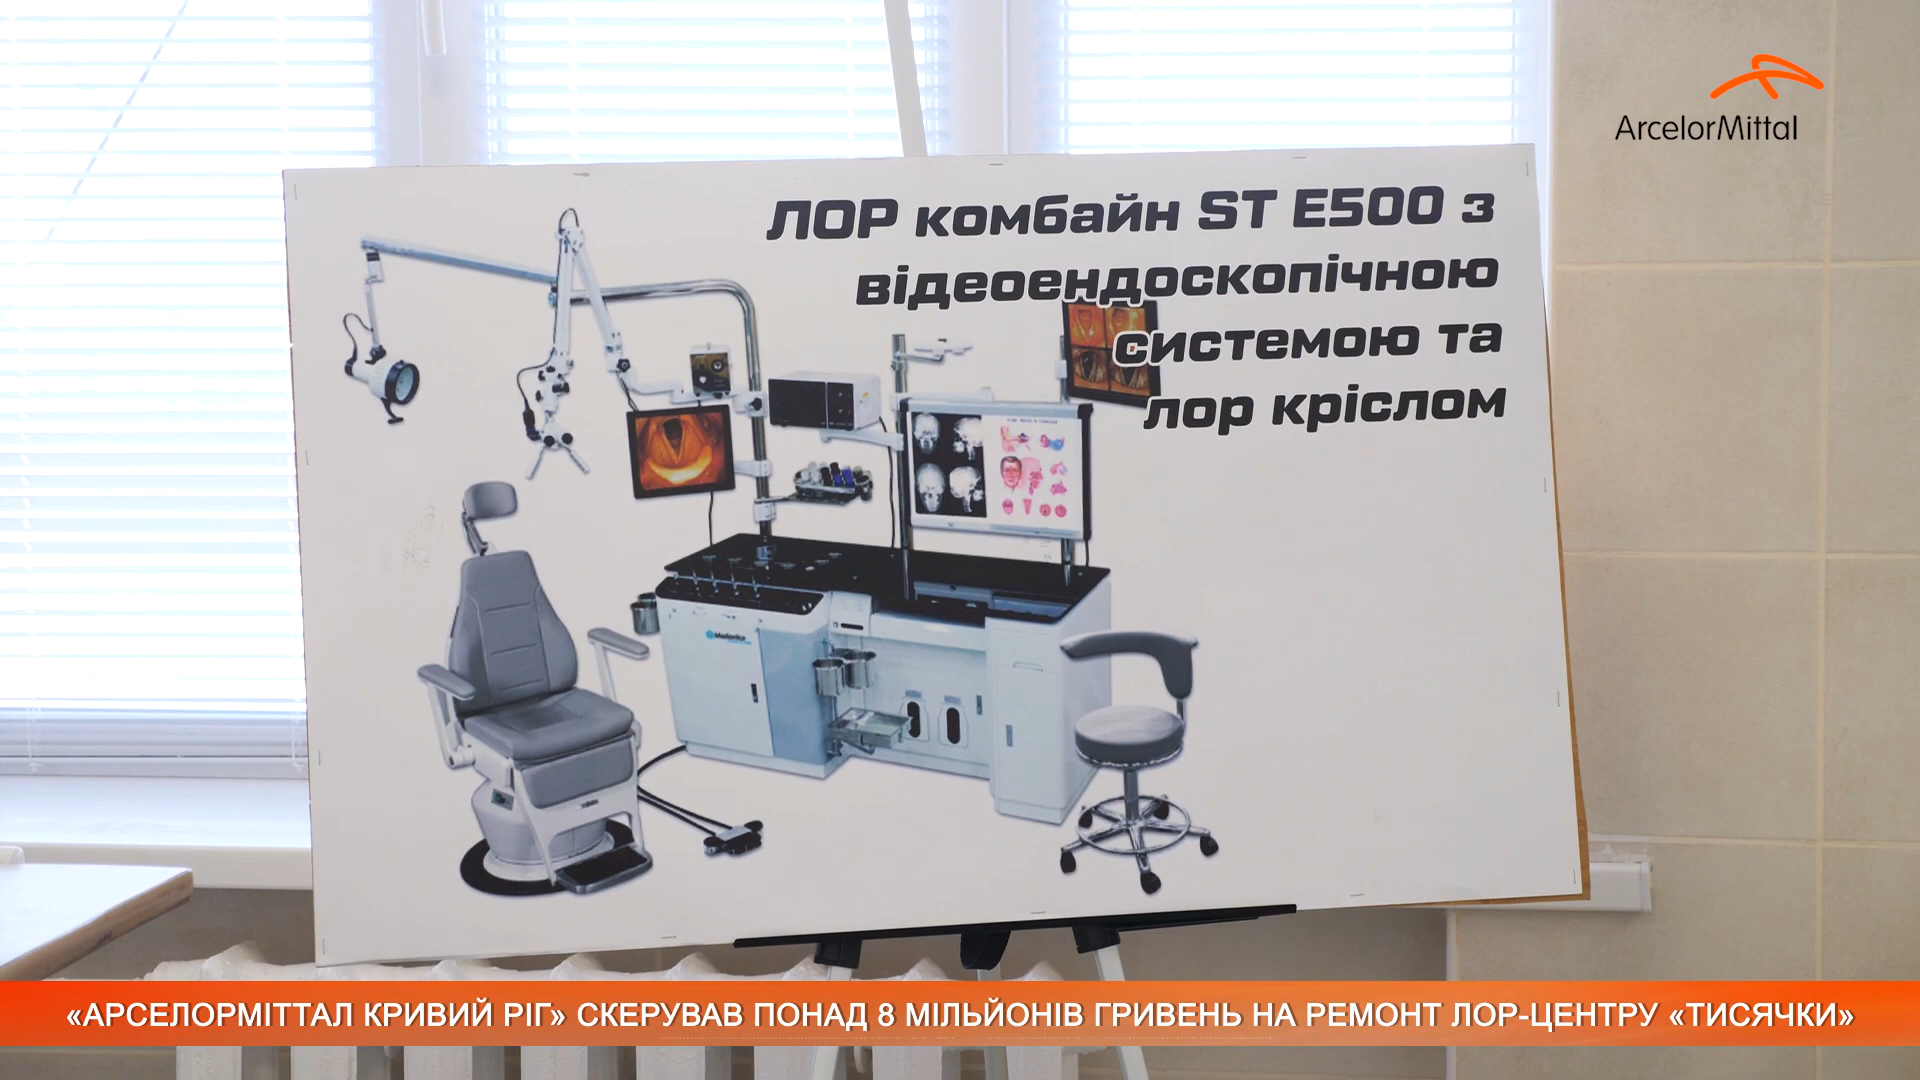 ArcelorMittal
ЛОР комбайн ST E500 з
відеоендоскопічною
системою та
лор кріслом
Medonica
«АРСЕЛОРМІТТАЛ КРИВИЙ РІГ» СКЕРУВАВ ПОНАД 8 МІЛЬЙОНІВ ГРИВЕНЬ НА РЕМОНТ ЛОР-ЦЕНТРУ «ТИСЯЧКИ»